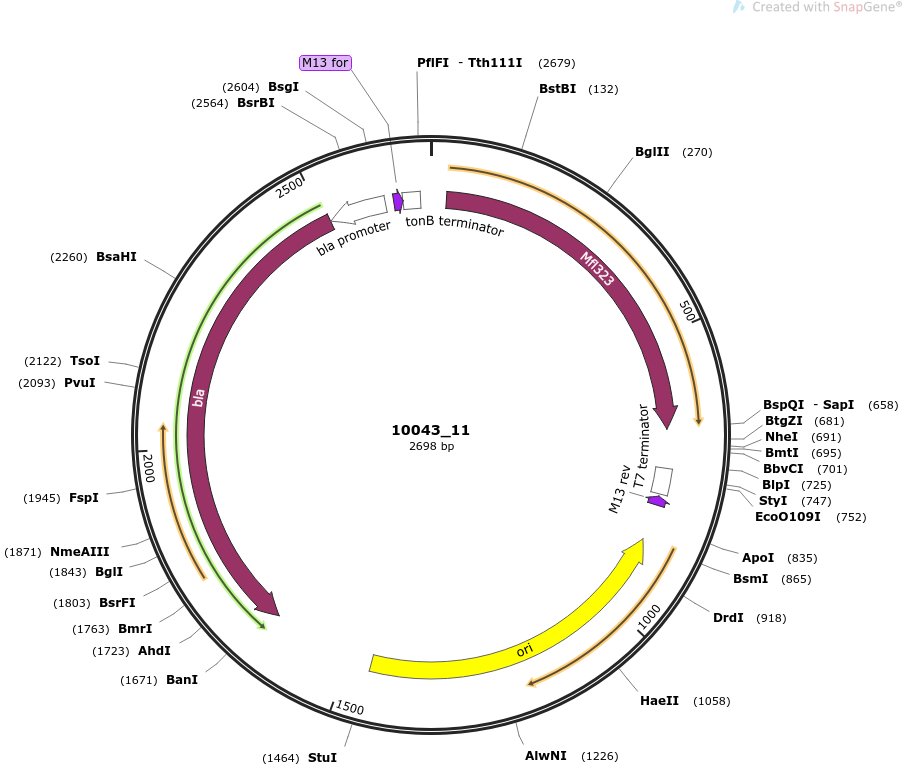 Created with SnapGene®
M13 for
PflFI - Tth111I (2679)
(2604) BsgI
(2564) BsrBI
BstBI (132)
BglII (270)
2500
bla promoter
tonB terminator
Mfl323
500
(2260) BsaHI
(2122) TsoI
(2093) PvuI
bla
10043_11
2698 bp
BspQI - SapI (658)
BtgZI (681)
NheI (691)
BmtI (695)
BbvCI (701)
BlpI (725)
StyI (747)
EcoO109I (752)
T7 terminator
M13 rev
2000
(1945) FspI
(1871) NmeAIII
(1843) BglI
(1803) BsrFI
(1763) BmrI
(1723) AhdI
(1671) BanI
ApoI (835)
BsmI (865)
DrdI (918)
1000
ori
HaeII (1058)
1500
(1464) StuI
AlwNI (1226)